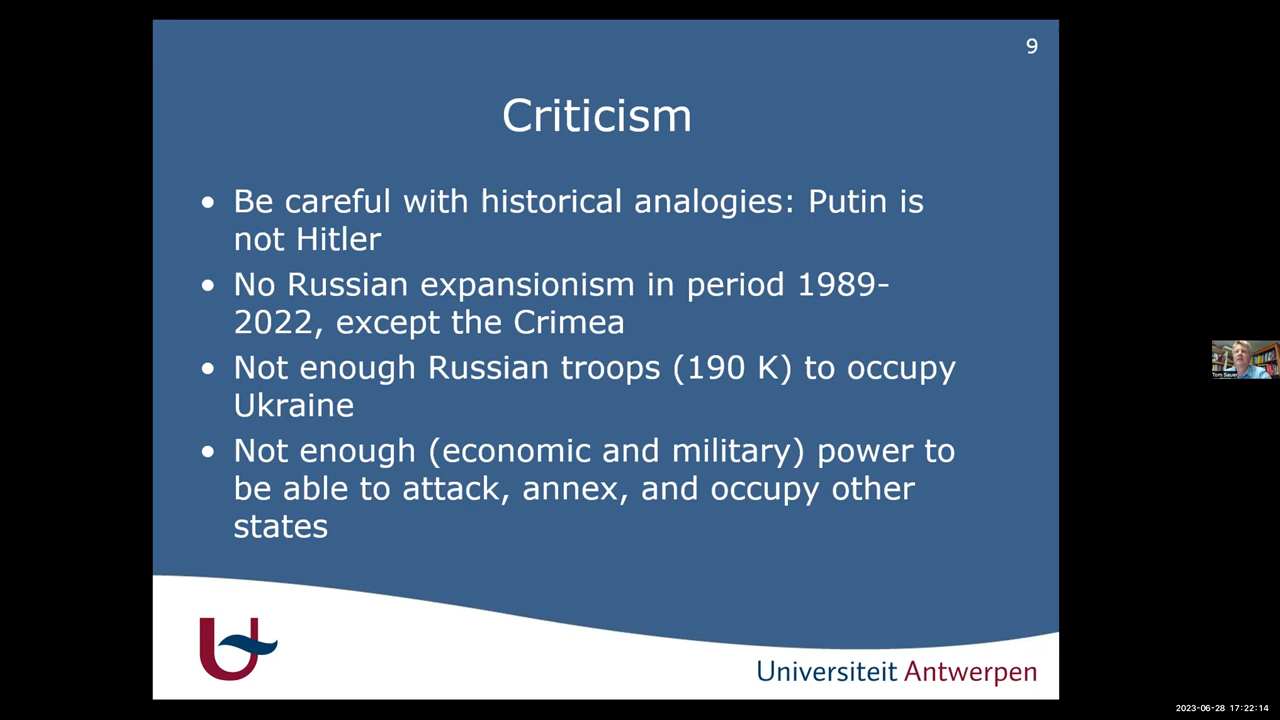 9
Criticism
• Be careful with historical analogies: Putin is
not Hitler
• No Russian expansionism in period 1989-
2022, except the Crimea
• Not enough Russian troops (190 K) to occupy
Ukraine
• Not enough (economic and military) power to
be able to attack, annex, and occupy other
states
Universiteit Antwerpen
Tom Sauer
2023-06-28 17:22:14